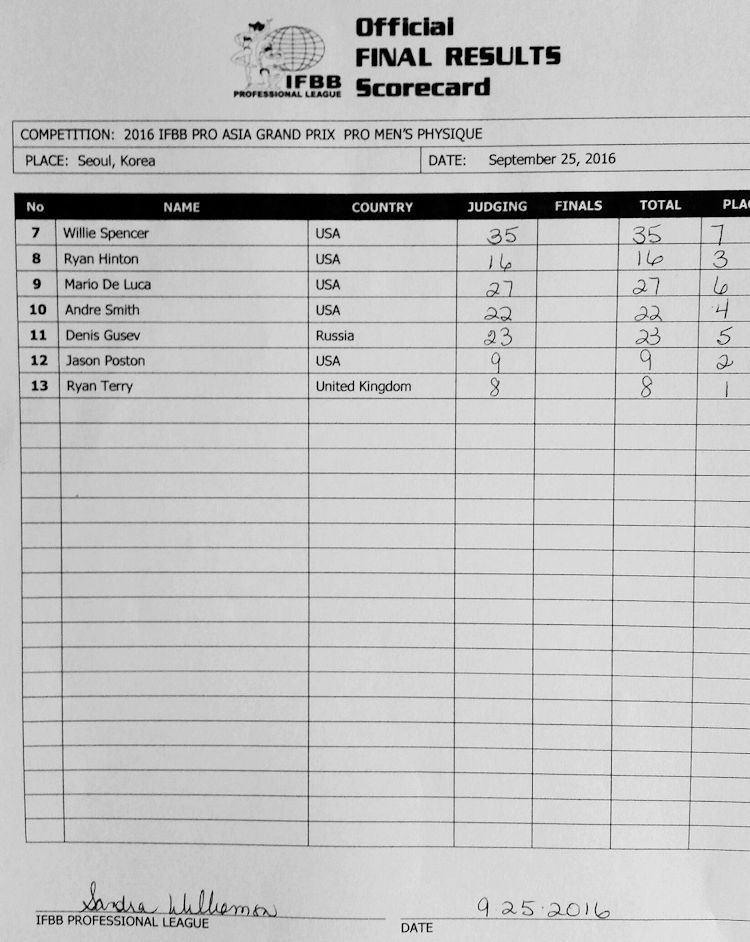 Official
FINAL RESULTS
Scorecard
IFBB
PROFESSIONAL LEAGUE
COMPETITION: 2016 IFBB PRO ASIA GRAND PRIX PRO MEN'S PHYSIQUE
PLACE: Seoul, Korea DATE: September 25, 2016
No NAME COUNTRY JUDGING FINALS TOTAL PLAC
7 Willie Spencer USA 35 35 7
8 Ryan Hinton USA 16 16 3
9 Mario De Luca USA 27 27 6
10 Andre Smith USA 22 22 4
11 Denis Gusev Russia 23 23 5
12 Jason Poston USA 9 9 2
13 Ryan Terry United Kingdom 8 8 1
Sandra Williamson 9·25·2016
IFBB PROFESSIONAL LEAGUE DATE